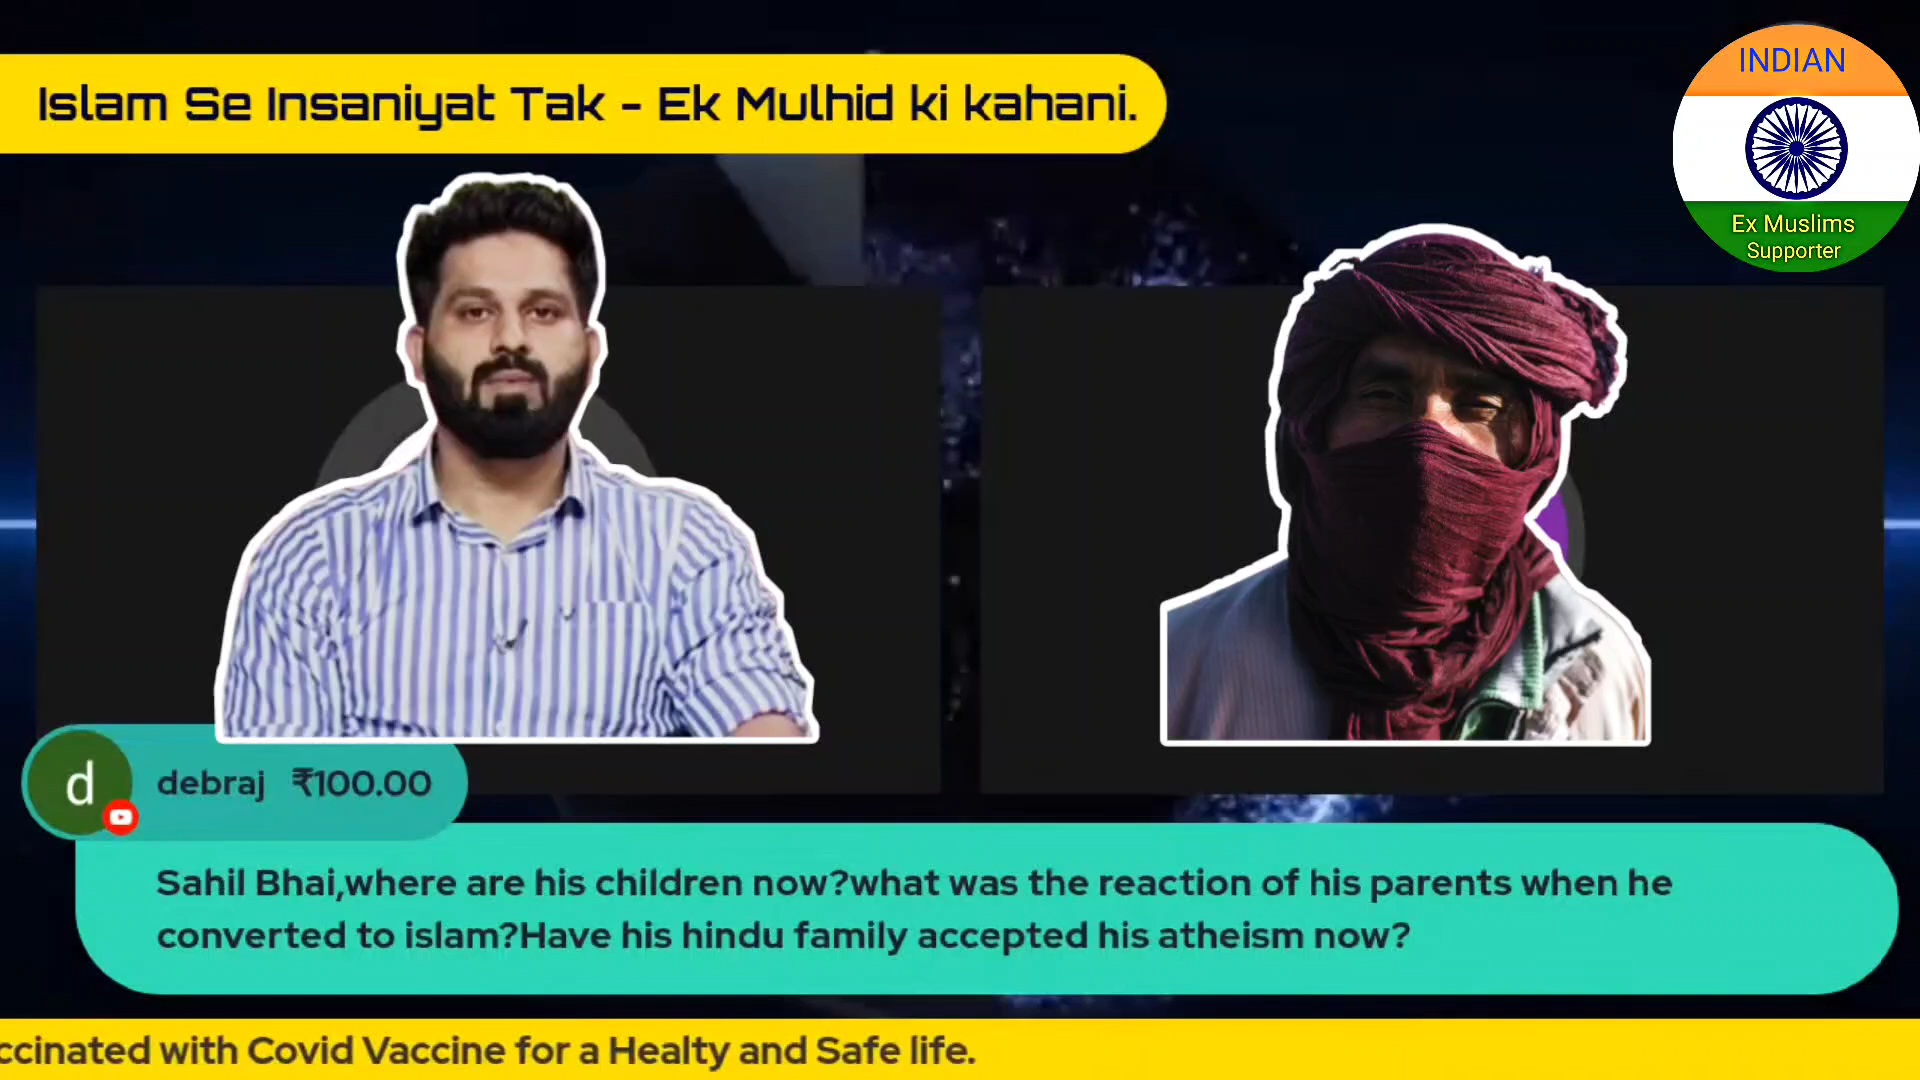 Islam Se Insaniyat Tak - Ek Mulhid ki kahani.
INDIAN
Ex Muslims
Supporter
d
debraj ₹100.00
Sahil Bhai,where are his children now?what was the reaction of his parents when he
converted to islam?Have his hindu family accepted his atheism now?
ccinated with Covid Vaccine for a Healty and Safe life.